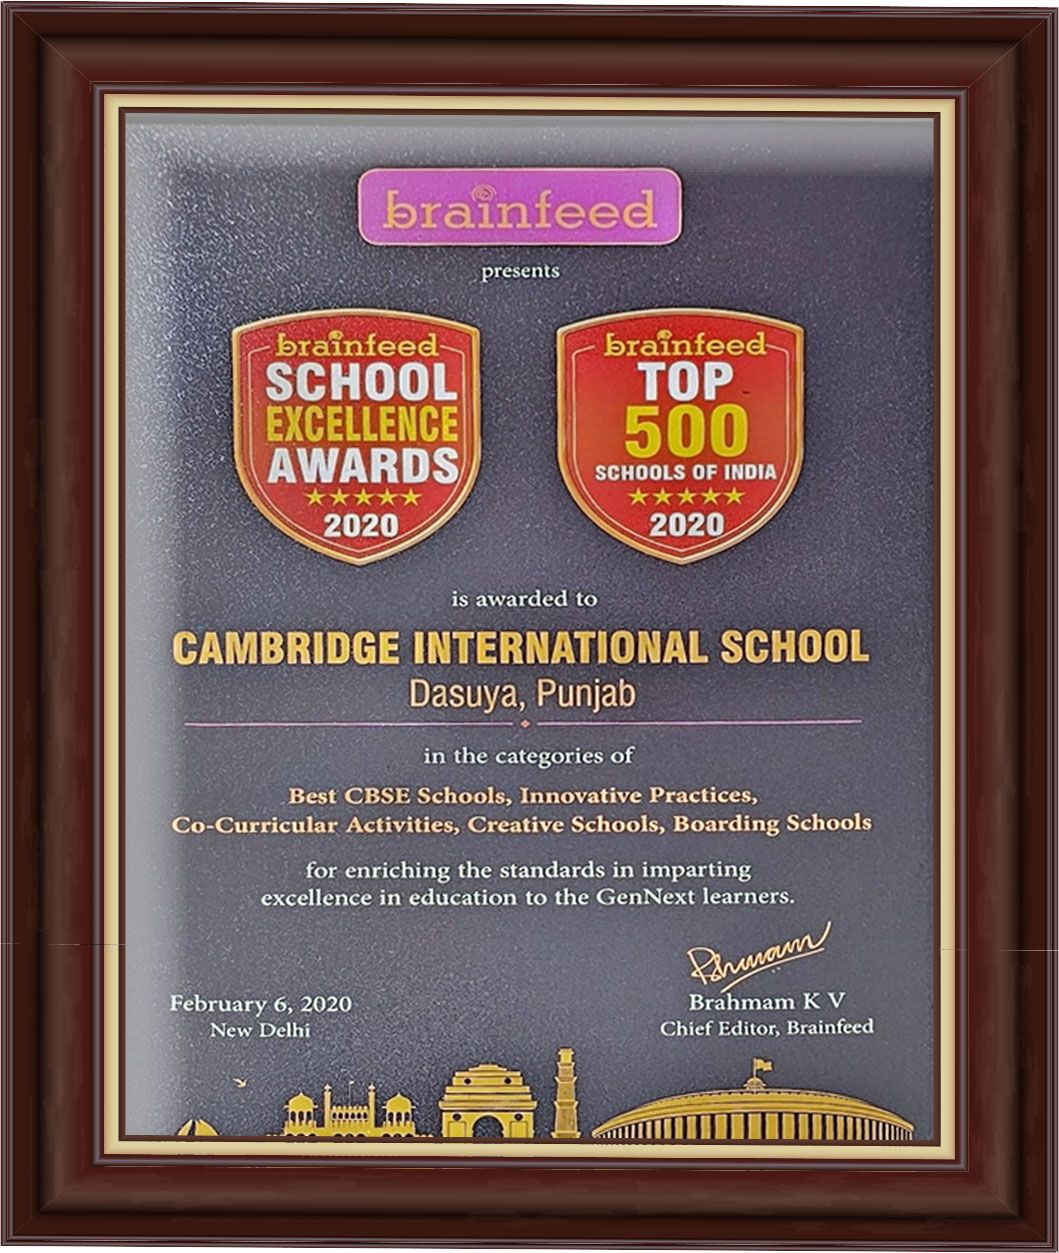 brainfeed
presents
brainfeed
SCHOOL
EXCELLENCE
AWARDS
2020
brainfeed
TOP
500
SCHOOLS OF INDIA
2020
is awarded to
CAMBRIDGE INTERNATIONAL SCHOOL
Dasuya, Punjab
in the categories of
Best CBSE Schools, Innovative Practices,
Co-Curricular Activities, Creative Schools, Boarding Schools
for enriching the standards in imparting
excellence in education to the GenNext learners.
February 6, 2020
New Delhi
Brahmam K V
Chief Editor, Brainfeed